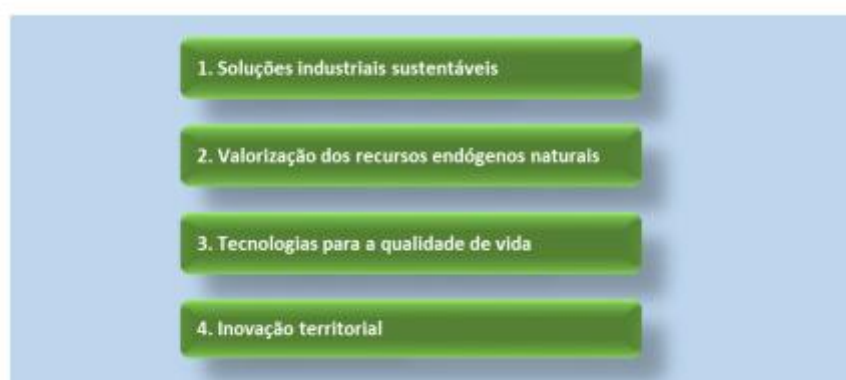 1. Soluções industriais sustentáveis
2. Valorização dos recursos endógenos naturais
3. Tecnologias para a qualidade de vida
4. Inovação territorial